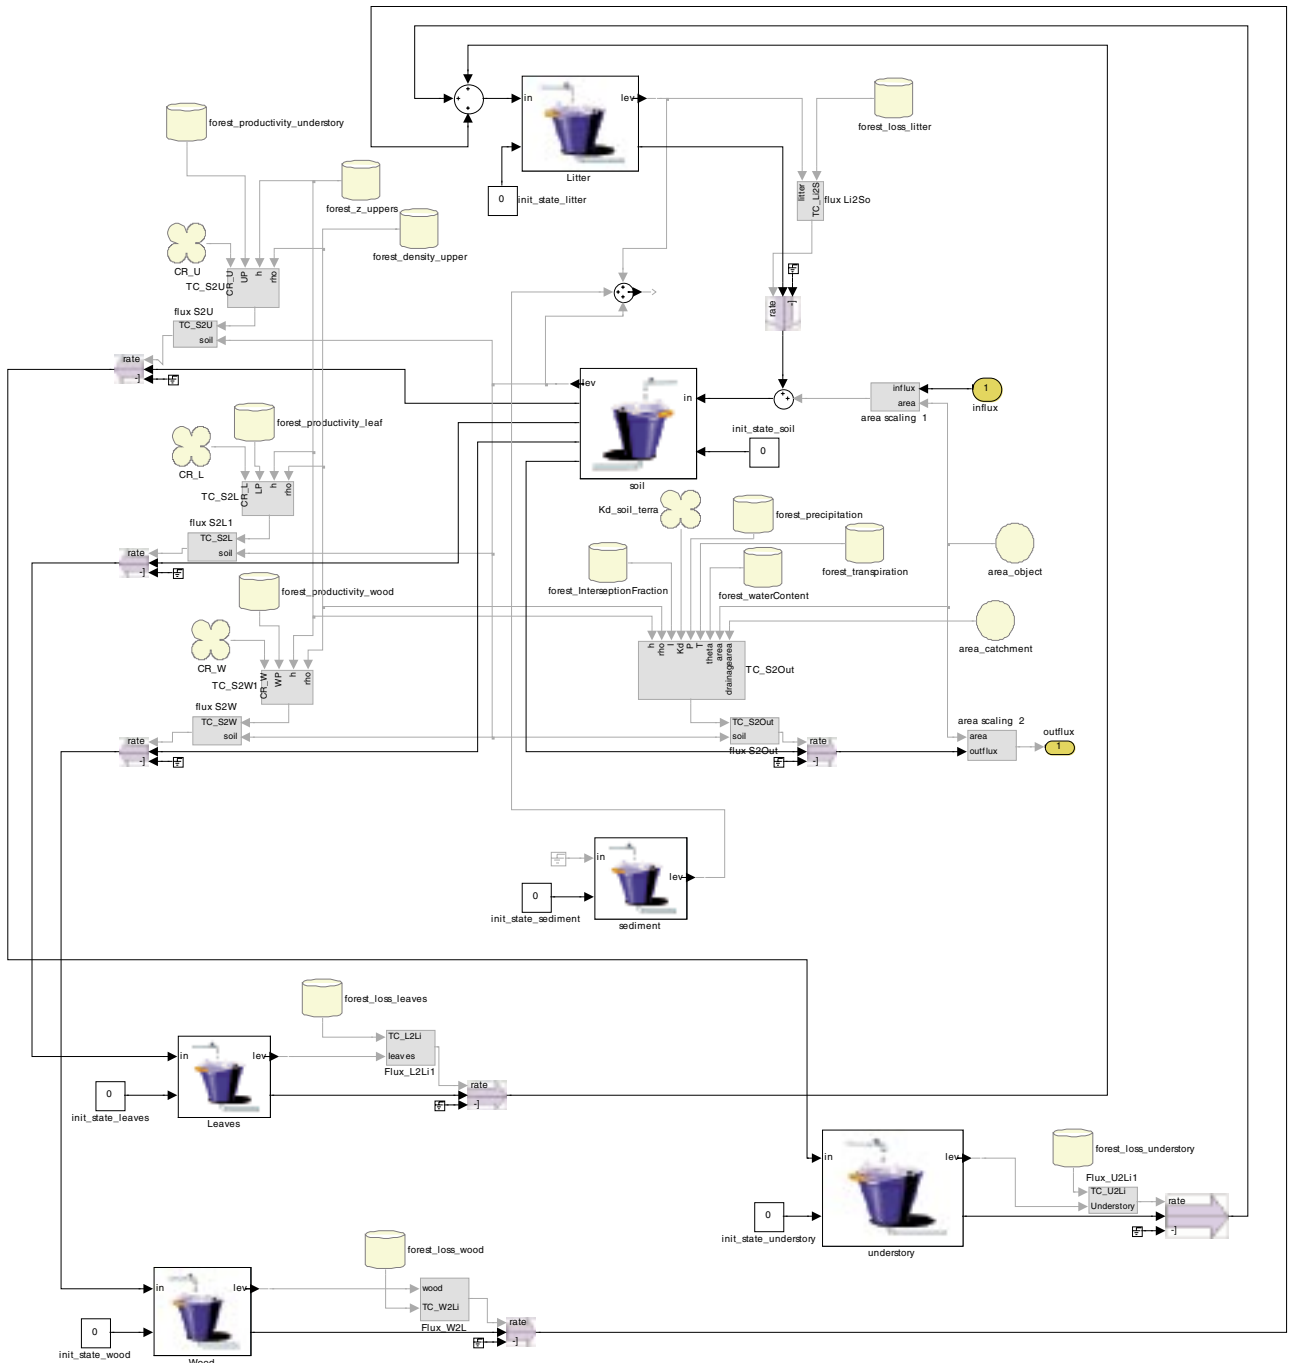 in
lev
Litter
forest_loss_litter
forest_productivity_understory
forest_z_uppers
0
init_state_litter
litter
TC_Li2S
flux Li2So
forest_density_upper
CR_U
CR_U
UP
h
rho
TC_S2U
flux S2U
TC_S2U
soil
rate
-]
rate
lev
in
soil
influx
area
area scaling 1
1
influx
init_state_soil
0
forest_productivity_leaf
CR_L
CR_L
LP
h
rho
TC_S2L
flux S2L1
TC_S2L
soil
rate
-]
Kd_soil_terra
forest_precipitation
forest_transpiration
forest_InterseptionFraction
forest_waterContent
area_object
area_catchment
forest_productivity_wood
CR_W
CR_W
WP
h
rho
TC_S2W1
h
rho
I
Kd
P
T
theta
area
drainagearea
TC_S2Out
flux S2W
TC_S2W
soil
rate
-]
TC_S2Out
soil
flux S2Out
rate
-]
area scaling 2
area
outflux
outflux
1
in
lev
sediment
0
init_state_sediment
forest_loss_leaves
in
lev
Leaves
0
init_state_leaves
TC_L2Li
leaves
Flux_L2Li1
rate
-]
in
lev
understory
0
init_state_understory
forest_loss_understory
Flux_U2Li1
TC_U2Li
Understory
rate
-]
forest_loss_wood
in
lev
Wood
0
init_state_wood
wood
TC_W2Li
Flux_W2L
rate
-]